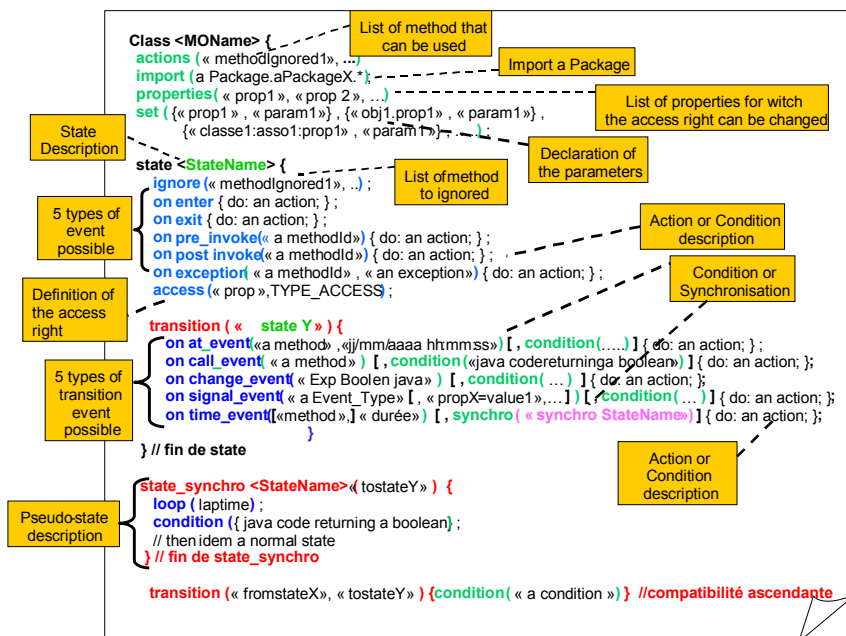 Class <MOName> {
actions (« methodIgnored1», ...)
import (a Package.aPackageX.*);
properties(« prop1», «prop 2», ...)
set ( {«prop1» , «param1»} , {«obj1.prop1» , «param1»} ,
{«classe1:asso1:prop1» , «param1» } , .....) ;
List of method that
can be used
Import a Package
List of properties for witch
the access right can be changed
Declaration of
the parameters
State
Description
state <StateName> {
List of method
to ignored
ignore («methodIgnored1», ..) ;
on enter { do: an action; } ;
on exit { do: an action; } ;
on pre_invoke(« a methodId») { do: an action; } ;
on post invoke(« a methodId») { do: an action; } ;
on exception( « a methodId» , «an exception») { do: an action; } ;
access(«prop»,TYPE_ACCESS) ;
5 types of
event
possible
Action or Condition
description
Condition or
Synchronisation
Definition of
the access
right
transition ( « state Y» ) {
on at_event(«a method» ,«jj/mm/aaaa hh:mm:ss») [ , condition(.....) ] { do: an action; } ;
on call_event(« a method» ) [ , condition(«java codereturninga boolean»)] { do: an action; };
on change_event( « Exp Boolen java») [ , condition( ... ) ] { do: an action; };
on signal_event( « a Event_Type» [ , «propX=value1»,...] ) [ , condition( ... ) ] { do: an action; };
on time_event([«method»,] « durée») [ , synchro( « synchro StateName»)] { do: an action; };
}
} // fin de state
5 types of
transition
event
possible
Action or
Condition
description
state_synchro <StateName>(« tostateY» ) {
loop ( laptime) ;
condition ({ java code returning a boolean} ;
// then idem a normal state
} // fin de state_synchro
Pseudo-state
description
transition (« fromstateX», « tostateY» ) {condition( « a condition ») } //compatibilité ascendante